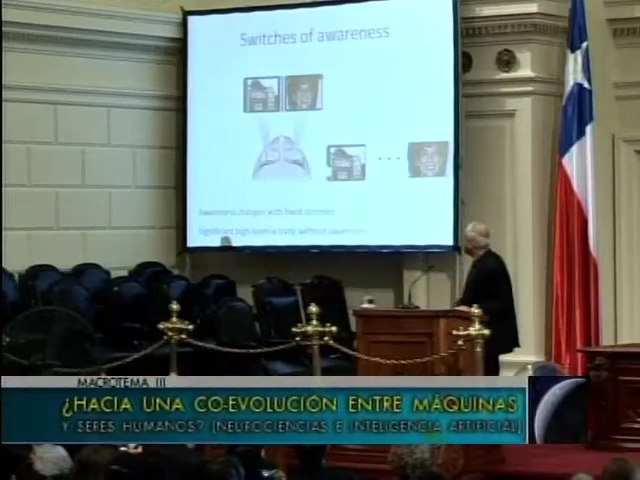 Switches of awareness
Awareness changes with fixed stimulus
Significant high level activity without awareness
MACROTEMA III
¿HACIA UNA CO-EVOLUCIÓN ENTRE MÁQUINAS
Y SERES HUMANOS? (NEUROCIENCIAS E INTELIGENCIA ARTIFICIAL)